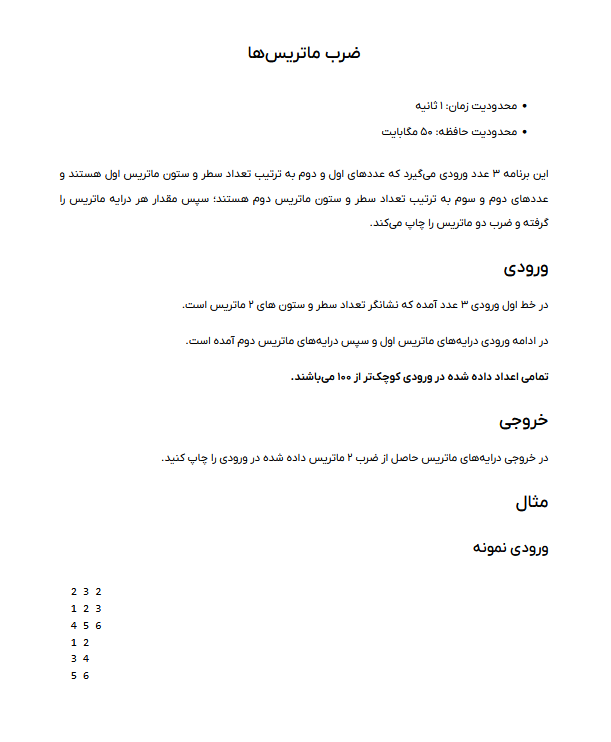 ضرب ماتریس‌ها
• محدودیت زمان: ۱ ثانیه
• محدودیت حافظه: ۵۰ مگابایت
این برنامه ۳ عدد ورودی می‌گیرد که عددهای اول و دوم به ترتیب تعداد سطر و ستون ماتریس اول هستند و
عددهای دوم و سوم به ترتیب تعداد سطر و ستون ماتریس دوم هستند؛ سپس مقدار هر درایه ماتریس را
گرفته و ضرب دو ماتریس را چاپ می‌کند.
ورودی
در خط اول ورودی ۳ عدد آمده که نشانگر تعداد سطر و ستون های ۲ ماتریس است.
در ادامه ورودی درایه‌های ماتریس اول و سپس درایه‌های ماتریس دوم آمده است.
تمامی اعداد داده شده در ورودی کوچک‌تر از ۱۰۰ می‌باشند.
خروجی
در خروجی درایه‌های ماتریس حاصل از ضرب ۲ ماتریس داده شده در ورودی را چاپ کنید.
مثال
ورودی نمونه
2 3 2
1 2 3
4 5 6
1 2
3 4
5 6